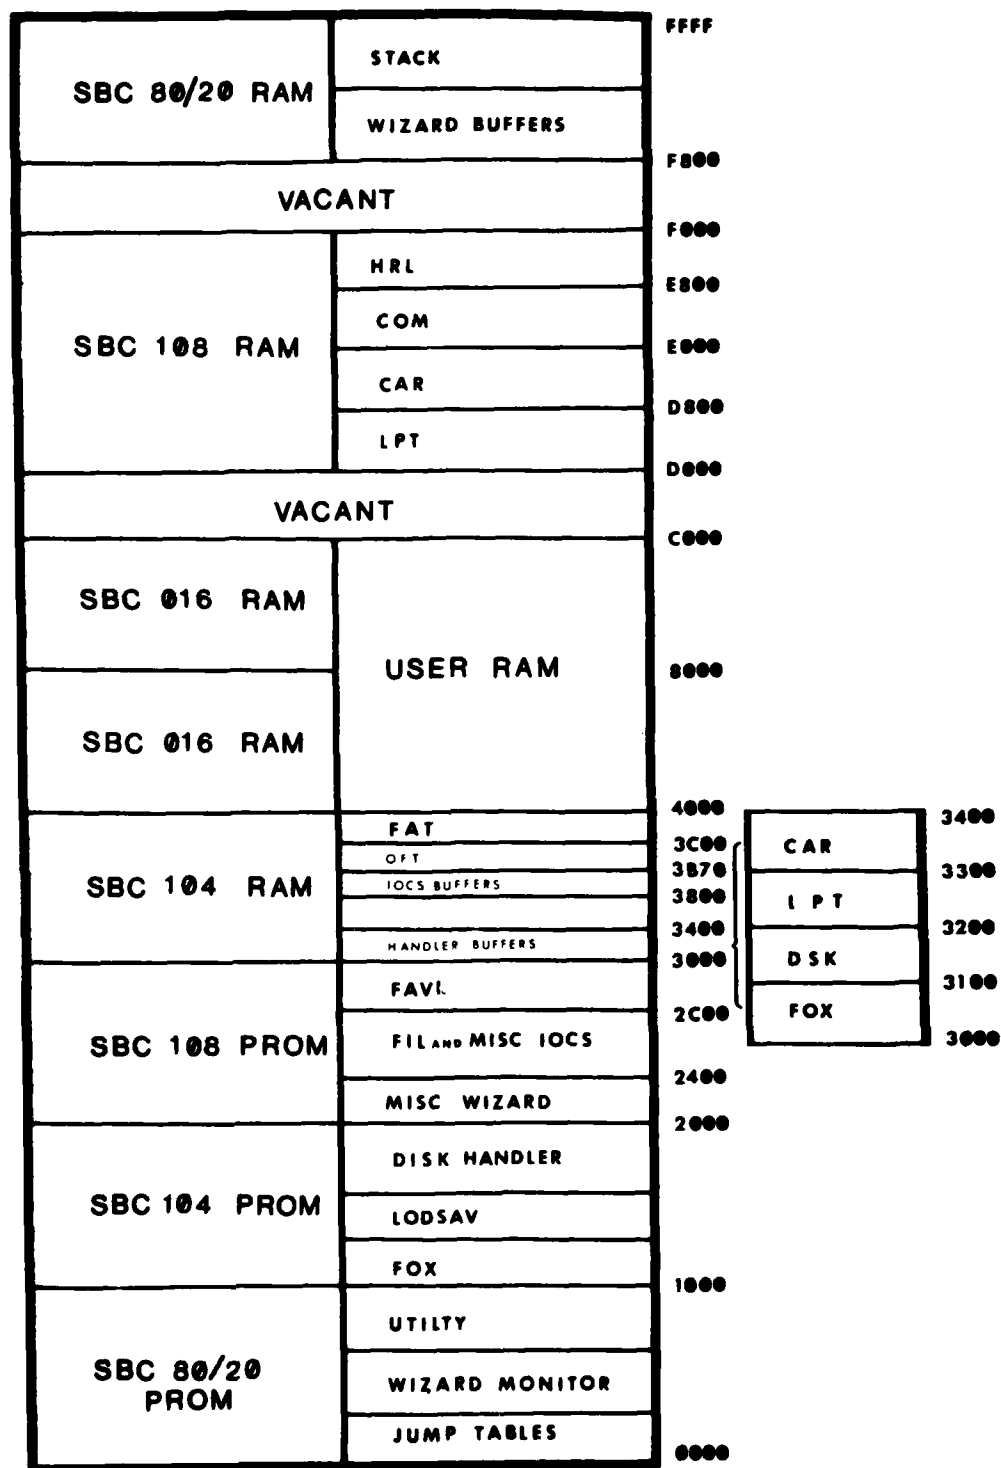 FFFF
STACK
SBC 80/20 RAM
WIZARD BUFFERS
F800
VACANT
F000
HRL
E800
COM
SBC 108 RAM
E000
CAR
D800
LPT
D000
VACANT
C000
SBC 016 RAM
USER RAM
8000
SBC 016 RAM
4000
FAT
3C00
OFT
3B70
SBC 104 RAM
IOCS BUFFERS
3800
3400
HANDLER BUFFERS
3000
3400
CAR
3300
LPT
3200
DSK
3100
FOX
3000
FAVL
2C00
SBC 108 PROM
FIL AND MISC IOCS
2400
MISC WIZARD
2000
DISK HANDLER
SBC 104 PROM
LODSAV
FOX
1000
UTILTY
SBC 80/20
PROM
WIZARD MONITOR
JUMP TABLES
0000